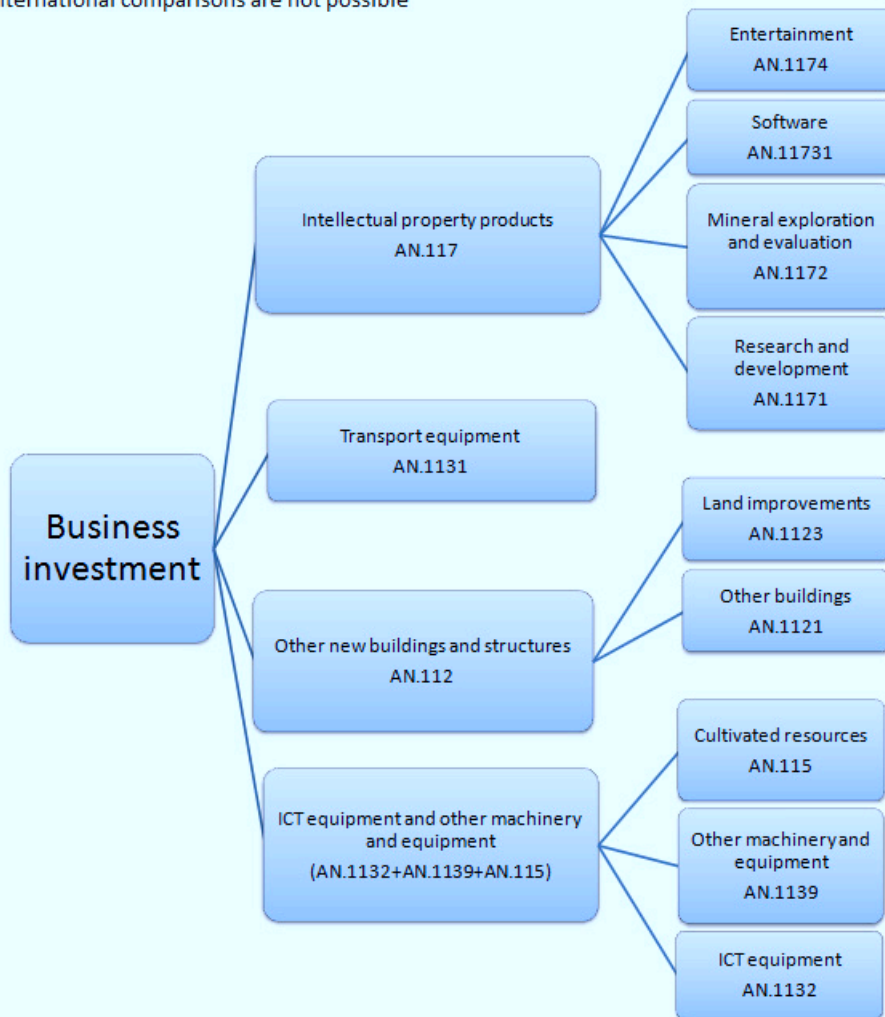 international comparisons are not possible
Entertainment
AN.1174
Software
AN.11731
Mineral exploration
and evaluation
AN.1172
Research and
development
AN.1171
Intellectual property products
AN.117
Transport equipment
AN.1131
Business
investment
Land improvements
AN.1123
Other buildings
AN.1121
Other new buildings and structures
AN.112
Cultivated resources
AN.115
Other machinery and
equipment
AN.1139
ICT equipment
AN.1132
ICT equipment and other machinery
and equipment
(AN.1132+AN.1139+AN.115)